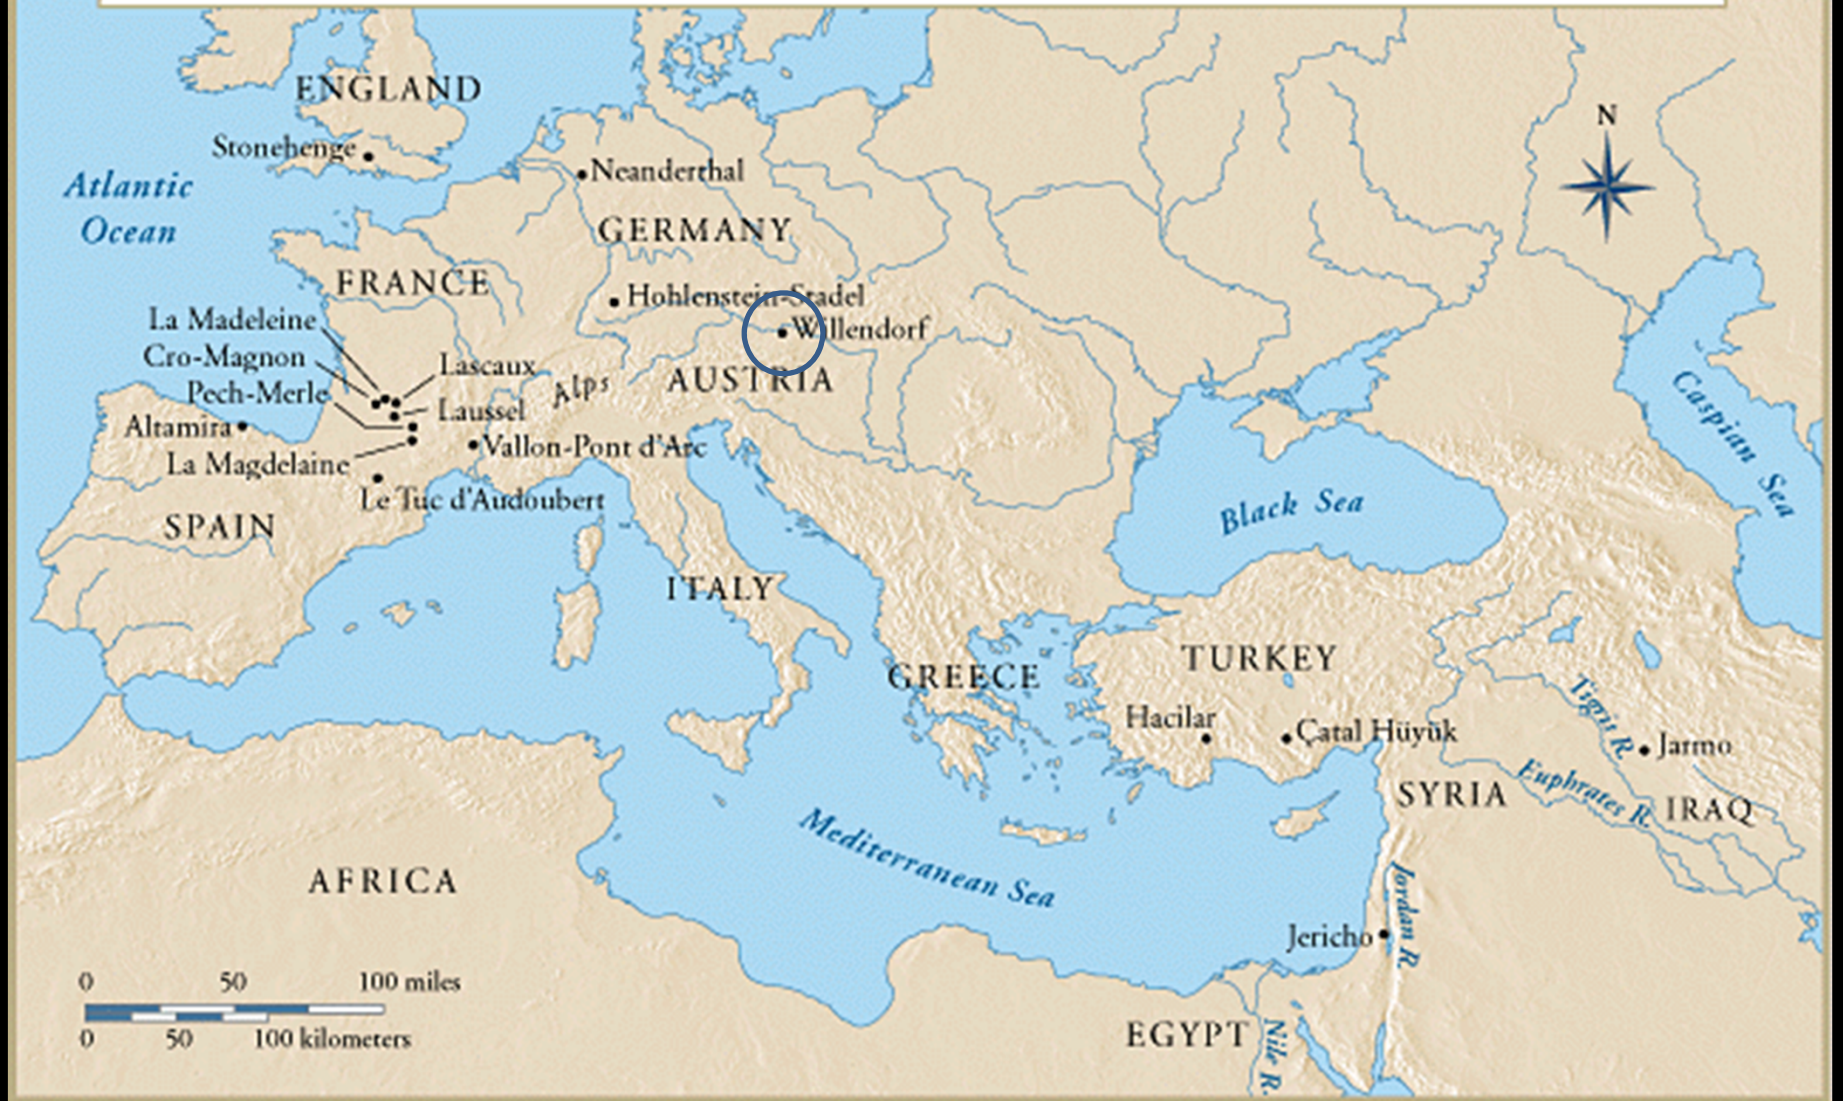 ENGLAND
Stonehenge
N
Atlantic
Ocean
Neanderthal
GERMANY
FRANCE
Hohlenstein-Stadel
La Madeleine
Willendorf
Cro-Magnon
Lascaux
Alps
AUSTRIA
Pech-Merle
Laussel
Altamira
Vallon-Pont d'Arc
La Magdelaine
Le Tuc d'Audoubert
Caspian Sea
Black Sea
SPAIN
ITALY
GREECE
TURKEY
Hacilar
Çatal Hüyük
Tigris R.
Jarmo
SYRIA
Euphrates R.
IRAQ
Mediterranean Sea
AFRICA
Jordan R.
Jericho
0 50 100 miles
0 50 100 kilometers
EGYPT
Nile R.